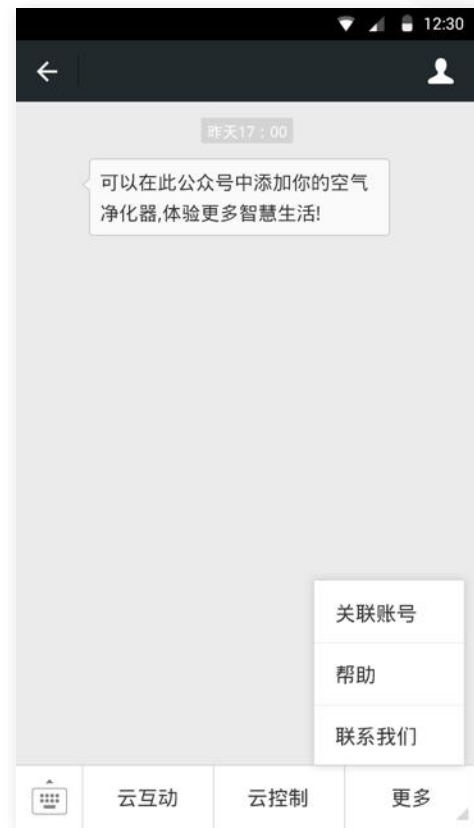 12:30
昨天17：00
可以在此公众号中添加你的空气
净化器,体验更多智慧生活!
关联账号
帮助
联系我们
云互动
云控制
更多